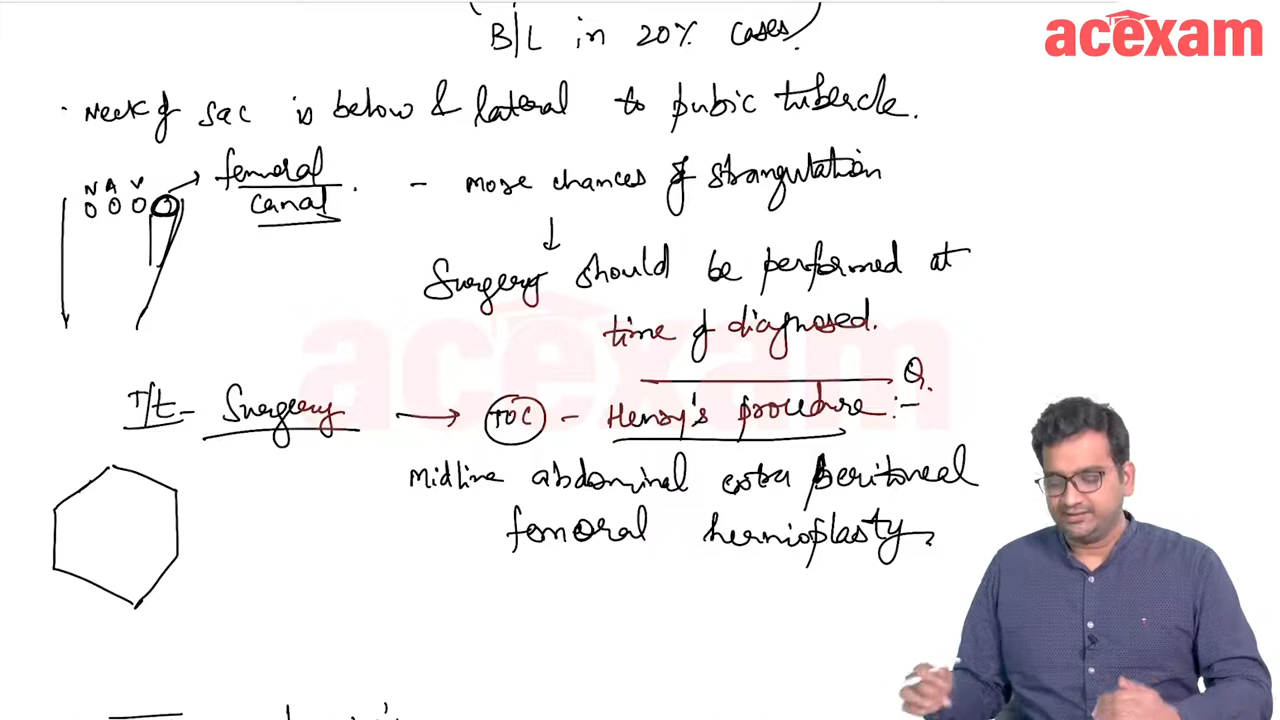 acexam
B/L in 20% cases.
· Neck of sac is below & lateral to pubic tubercle.
N A V
femoral
canal
- more chances of strangulation
↓
Surgery should be performed at
time of diagnosed.
Q.
T/t - Surgery → TOC - Henry's procedure :-
midline abdominal extra peritoneal
femoral hernioplasty
acexam